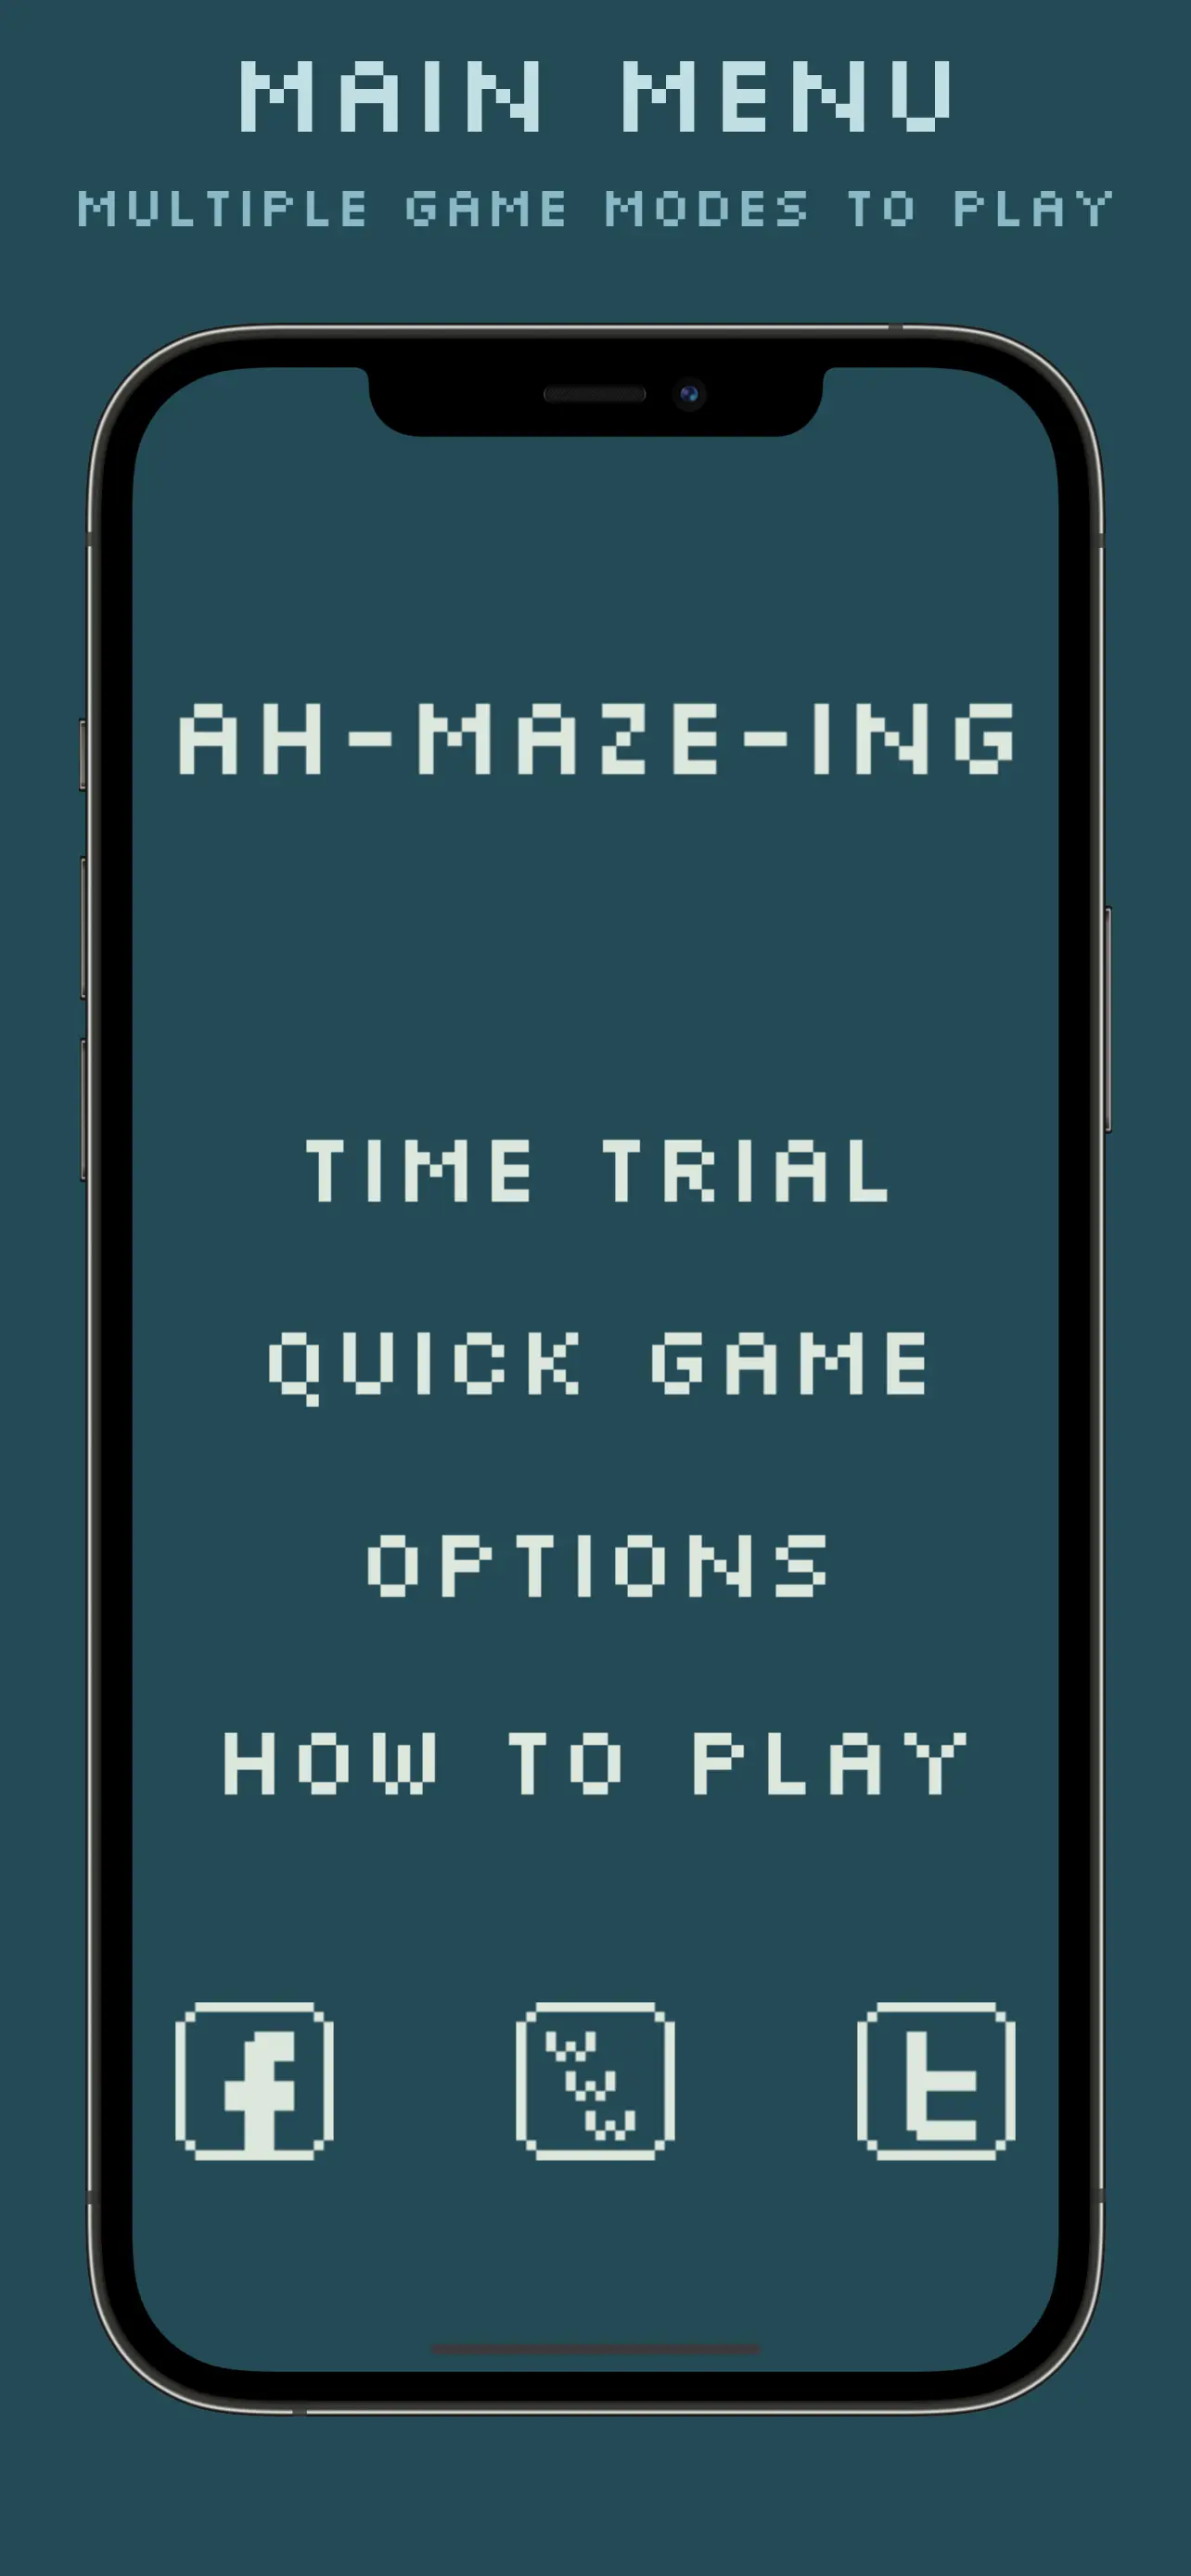 MAIN MENU
MULTIPLE GAME MODES TO PLAY
AH-MAZE-ING
TIME TRIAL
QUICK GAME
OPTIONS
HOW TO PLAY
f
W
W
W
t